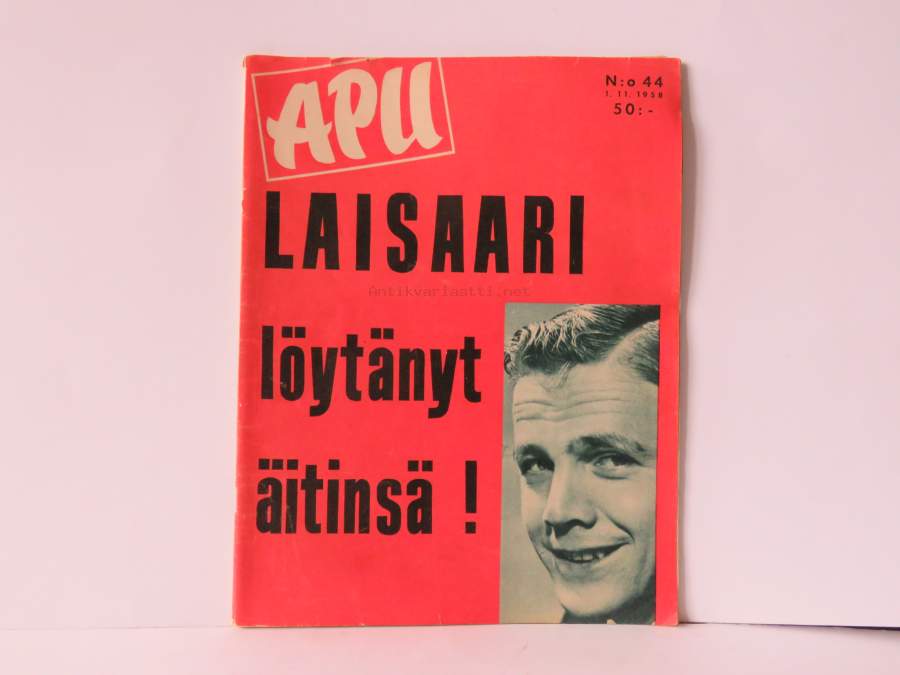 APU
N:o 44
1. 11. 1958
50:-
LAISAARI
Antikvariaatti.net
löytänyt
äitinsä !